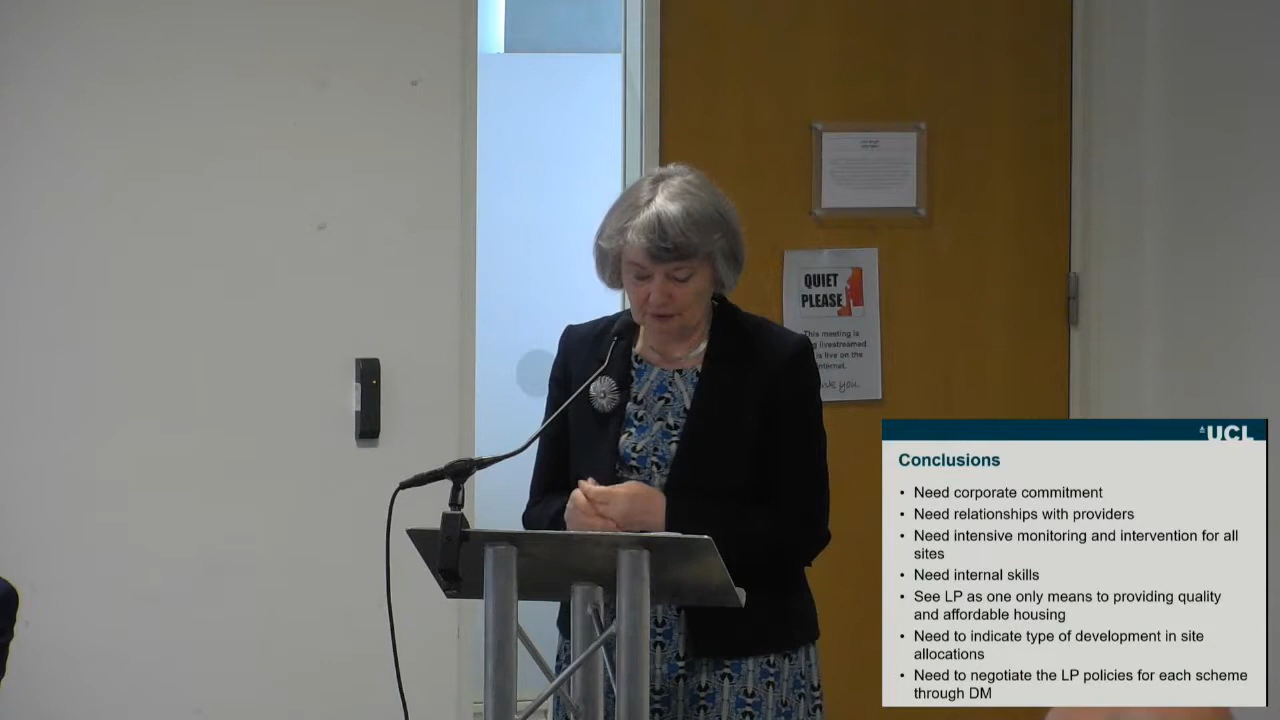 QUIET
PLEASE
This meeting is
livestreamed
is live on the
internet.
you.
UCL
Conclusions
• Need corporate commitment
• Need relationships with providers
• Need intensive monitoring and intervention for all
sites
• Need internal skills
• See LP as one only means to providing quality
and affordable housing
• Need to indicate type of development in site
allocations
• Need to negotiate the LP policies for each scheme
through DM